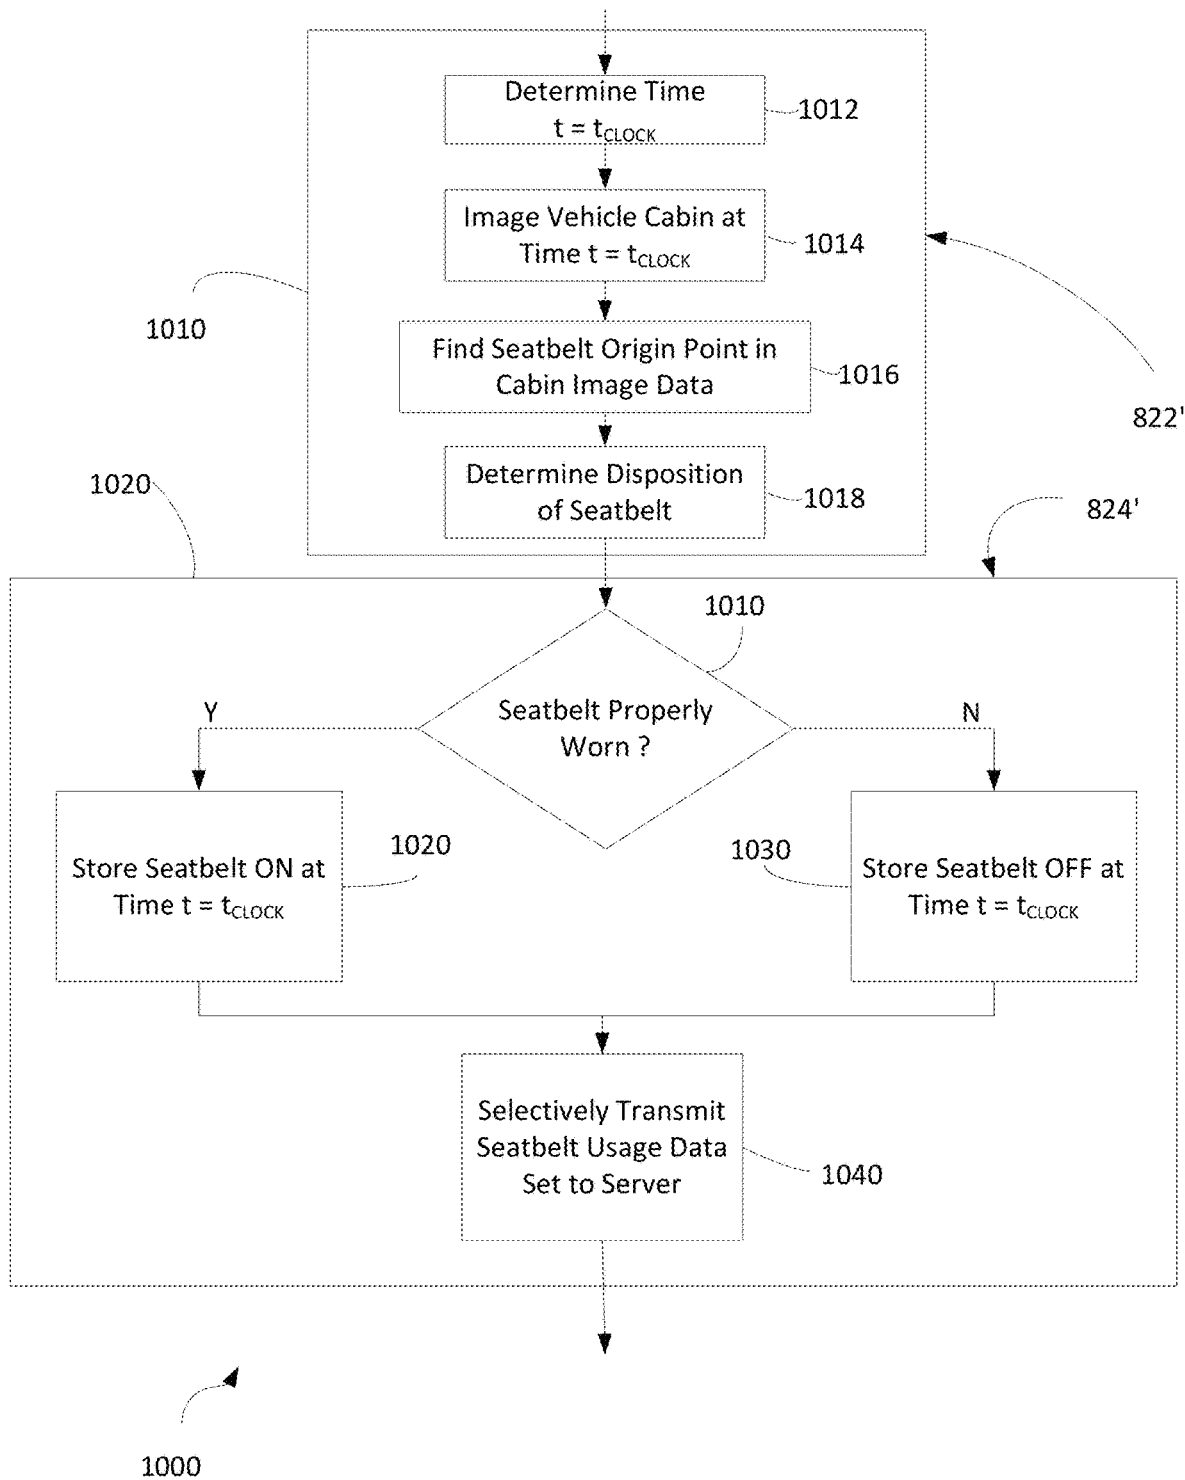 Determine Time
t = tCLOCK
1012
Image Vehicle Cabin at
Time t = tCLOCK
1014
1010
Find Seatbelt Origin Point in
Cabin Image Data
1016
822'
Determine Disposition
of Seatbelt
1018
1020
824'
1010
Seatbelt Properly
Worn ?
Y
N
Store Seatbelt ON at
Time t = tCLOCK
1020
1030
Store Seatbelt OFF at
Time t = tCLOCK
Selectively Transmit
Seatbelt Usage Data
Set to Server
1040
1000